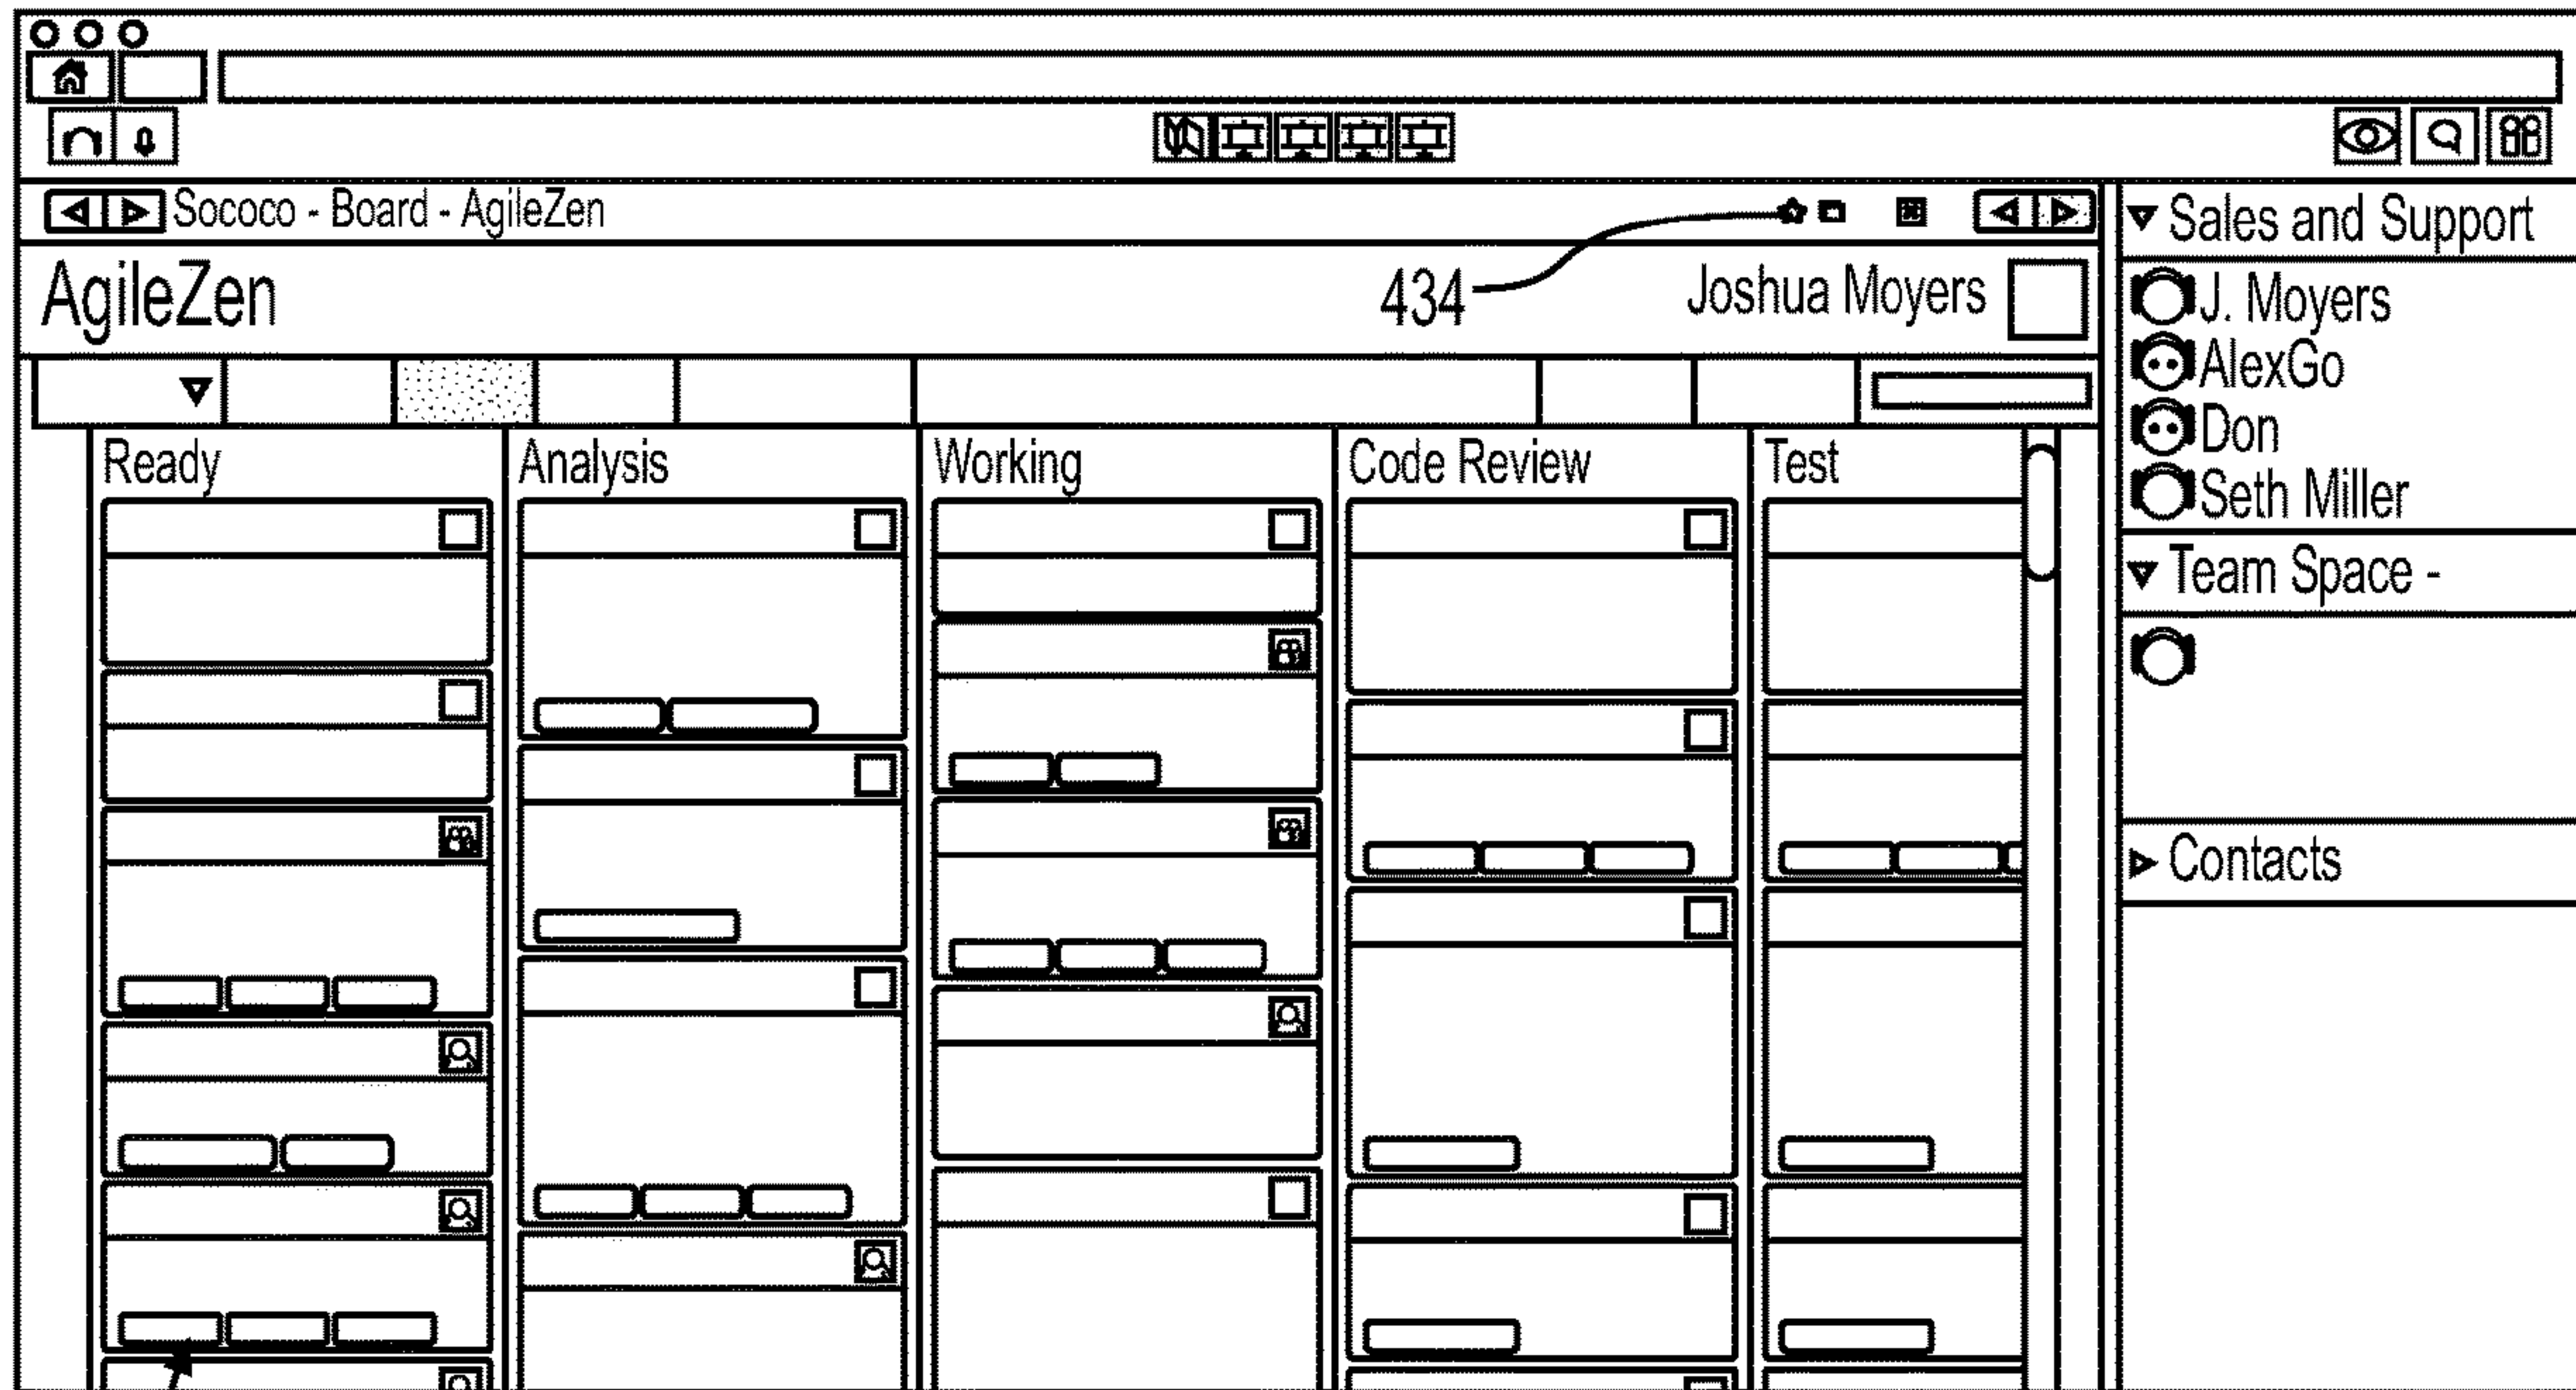 Sococo - Board - AgileZen
AgileZen
434
Joshua Moyers
Ready
Analysis
Working
Code Review
Test
Sales and Support
J. Moyers
AlexGo
Don
Seth Miller
Team Space -
Contacts